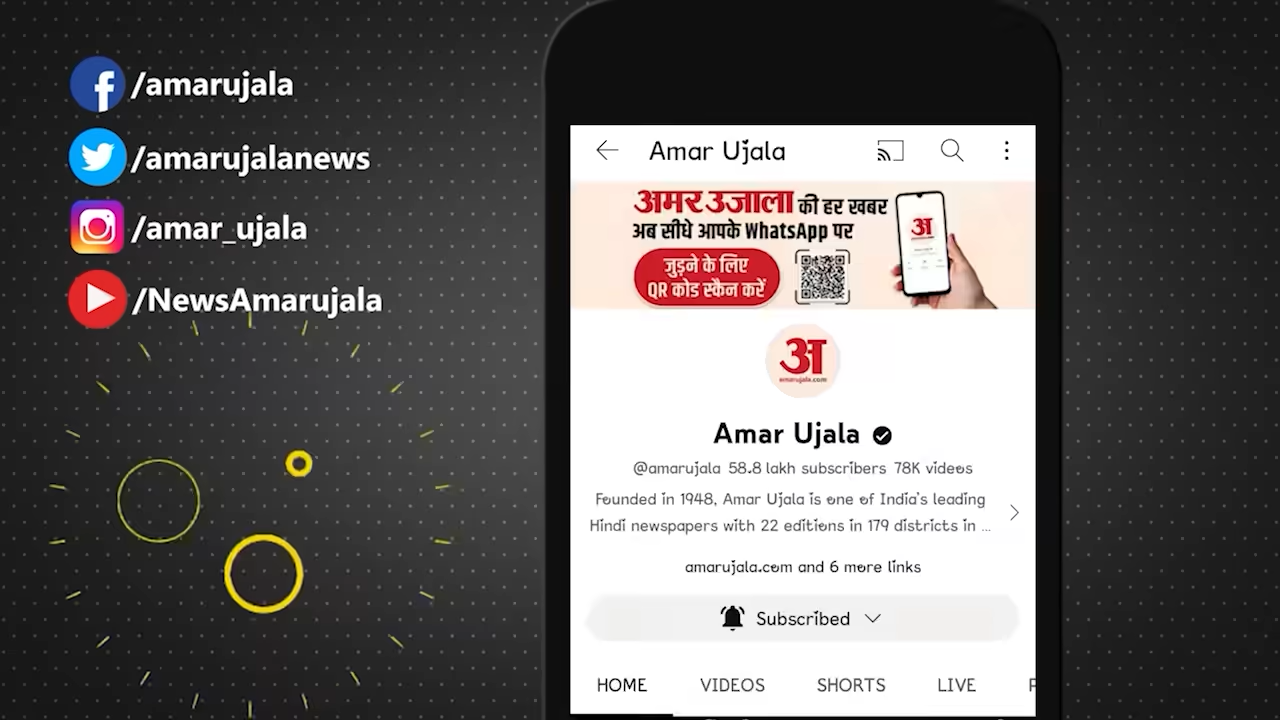 /amarujala
/amarujalanews
/amar_ujala
/NewsAmarujala
Amar Ujala
अमर उजाला की हर खबर
अब सीधे आपके WhatsApp पर
जुड़ने के लिए
QR कोड स्कैन करें
अ
अ
amarujala.com
Amar Ujala
@amarujala 58.8 lakh subscribers 78K videos
Founded in 1948, Amar Ujala is one of India's leading
Hindi newspapers with 22 editions in 179 districts in ...
amarujala.com and 6 more links
Subscribed
HOME VIDEOS SHORTS LIVE